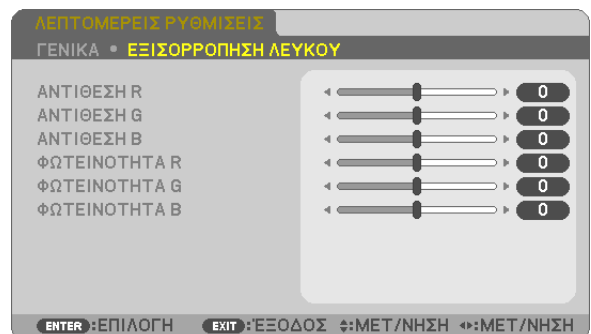 ΛΕΠΤΟΜΕΡΕΙΣ ΡΥΘΜΙΣΕΙΣ
ΓΕΝΙΚΑ • ΕΞΙΣΟΡΡΟΠΗΣΗ ΛΕΥΚΟΥ
ΑΝΤΙΘΕΣΗ R 0
ΑΝΤΙΘΕΣΗ G 0
ΑΝΤΙΘΕΣΗ B 0
ΦΩΤΕΙΝΟΤΗΤΑ R 0
ΦΩΤΕΙΝΟΤΗΤΑ G 0
ΦΩΤΕΙΝΟΤΗΤΑ B 0
ENTER :ΕΠΙΛΟΓΗ EXIT :ΈΞΟΔΟΣ :ΜΕΤ/ΝΗΣΗ :ΜΕΤ/ΝΗΣΗ